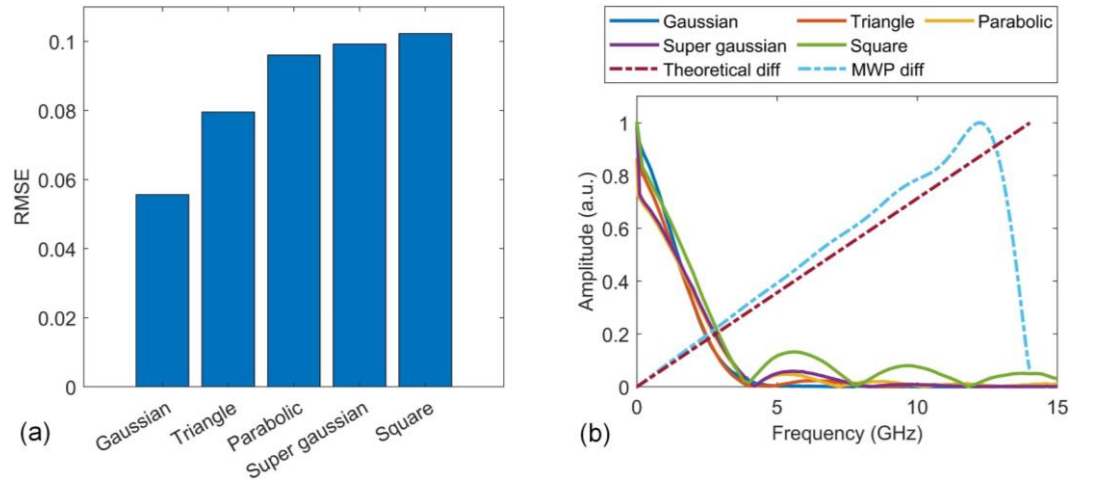 RMSE
0.1
0.08
0.06
0.04
0.02
0
Gaussian
Triangle
Parabolic
Super gaussian
Square
(a)
Gaussian Triangle Parabolic
Super gaussian Square
Theoretical diff MWP diff
Amplitude (a.u.)
1
0.8
0.6
0.4
0.2
0
0 5 10 15
Frequency (GHz)
(b)